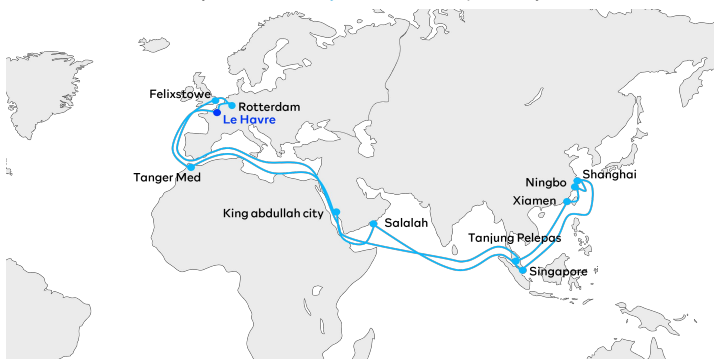 Felixstowe
Rotterdam
Le Havre
Tanger Med
King abdullah city
Salalah
Shanghai
Ningbo
Xiamen
Tanjung Pelepas
Singapore